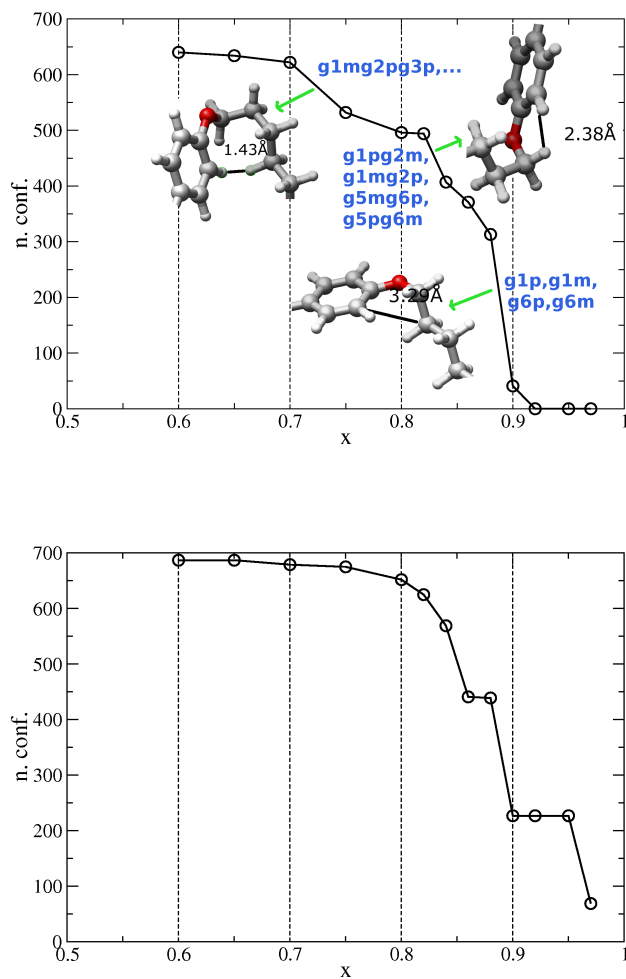 700
600
500
400
300
200
100
0
n. conf.
g1mg2pg3p,...
1.43Å
2.38Å
g1pg2m,
g1mg2p,
g5mg6p,
g5pg6m
3.29Å
g1p,g1m,
g6p,g6m
0.5 0.6 0.7 0.8 0.9 1
x
700
600
500
400
300
200
100
0
n. conf.
0.5 0.6 0.7 0.8 0.9 1
x